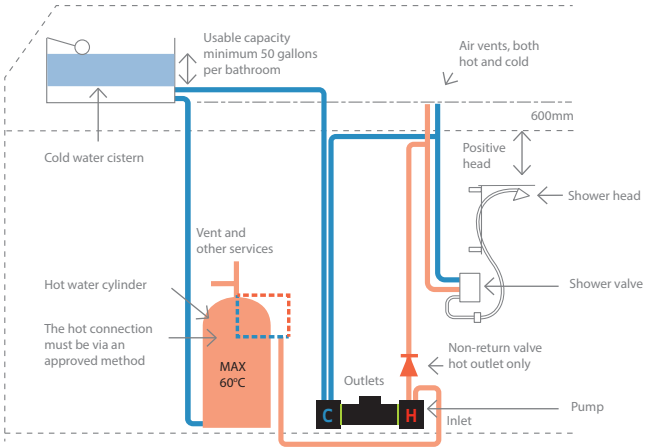 Usable capacity
minimum 50 gallons
per bathroom
Air vents, both
hot and cold
600mm
Cold water cistern
Positive
head
Shower head
Vent and
other services
Hot water cylinder
Shower valve
The hot connection
must be via an
approved method
MAX
60ºC
Non-return valve
hot outlet only
Outlets
C
H
Pump
Inlet